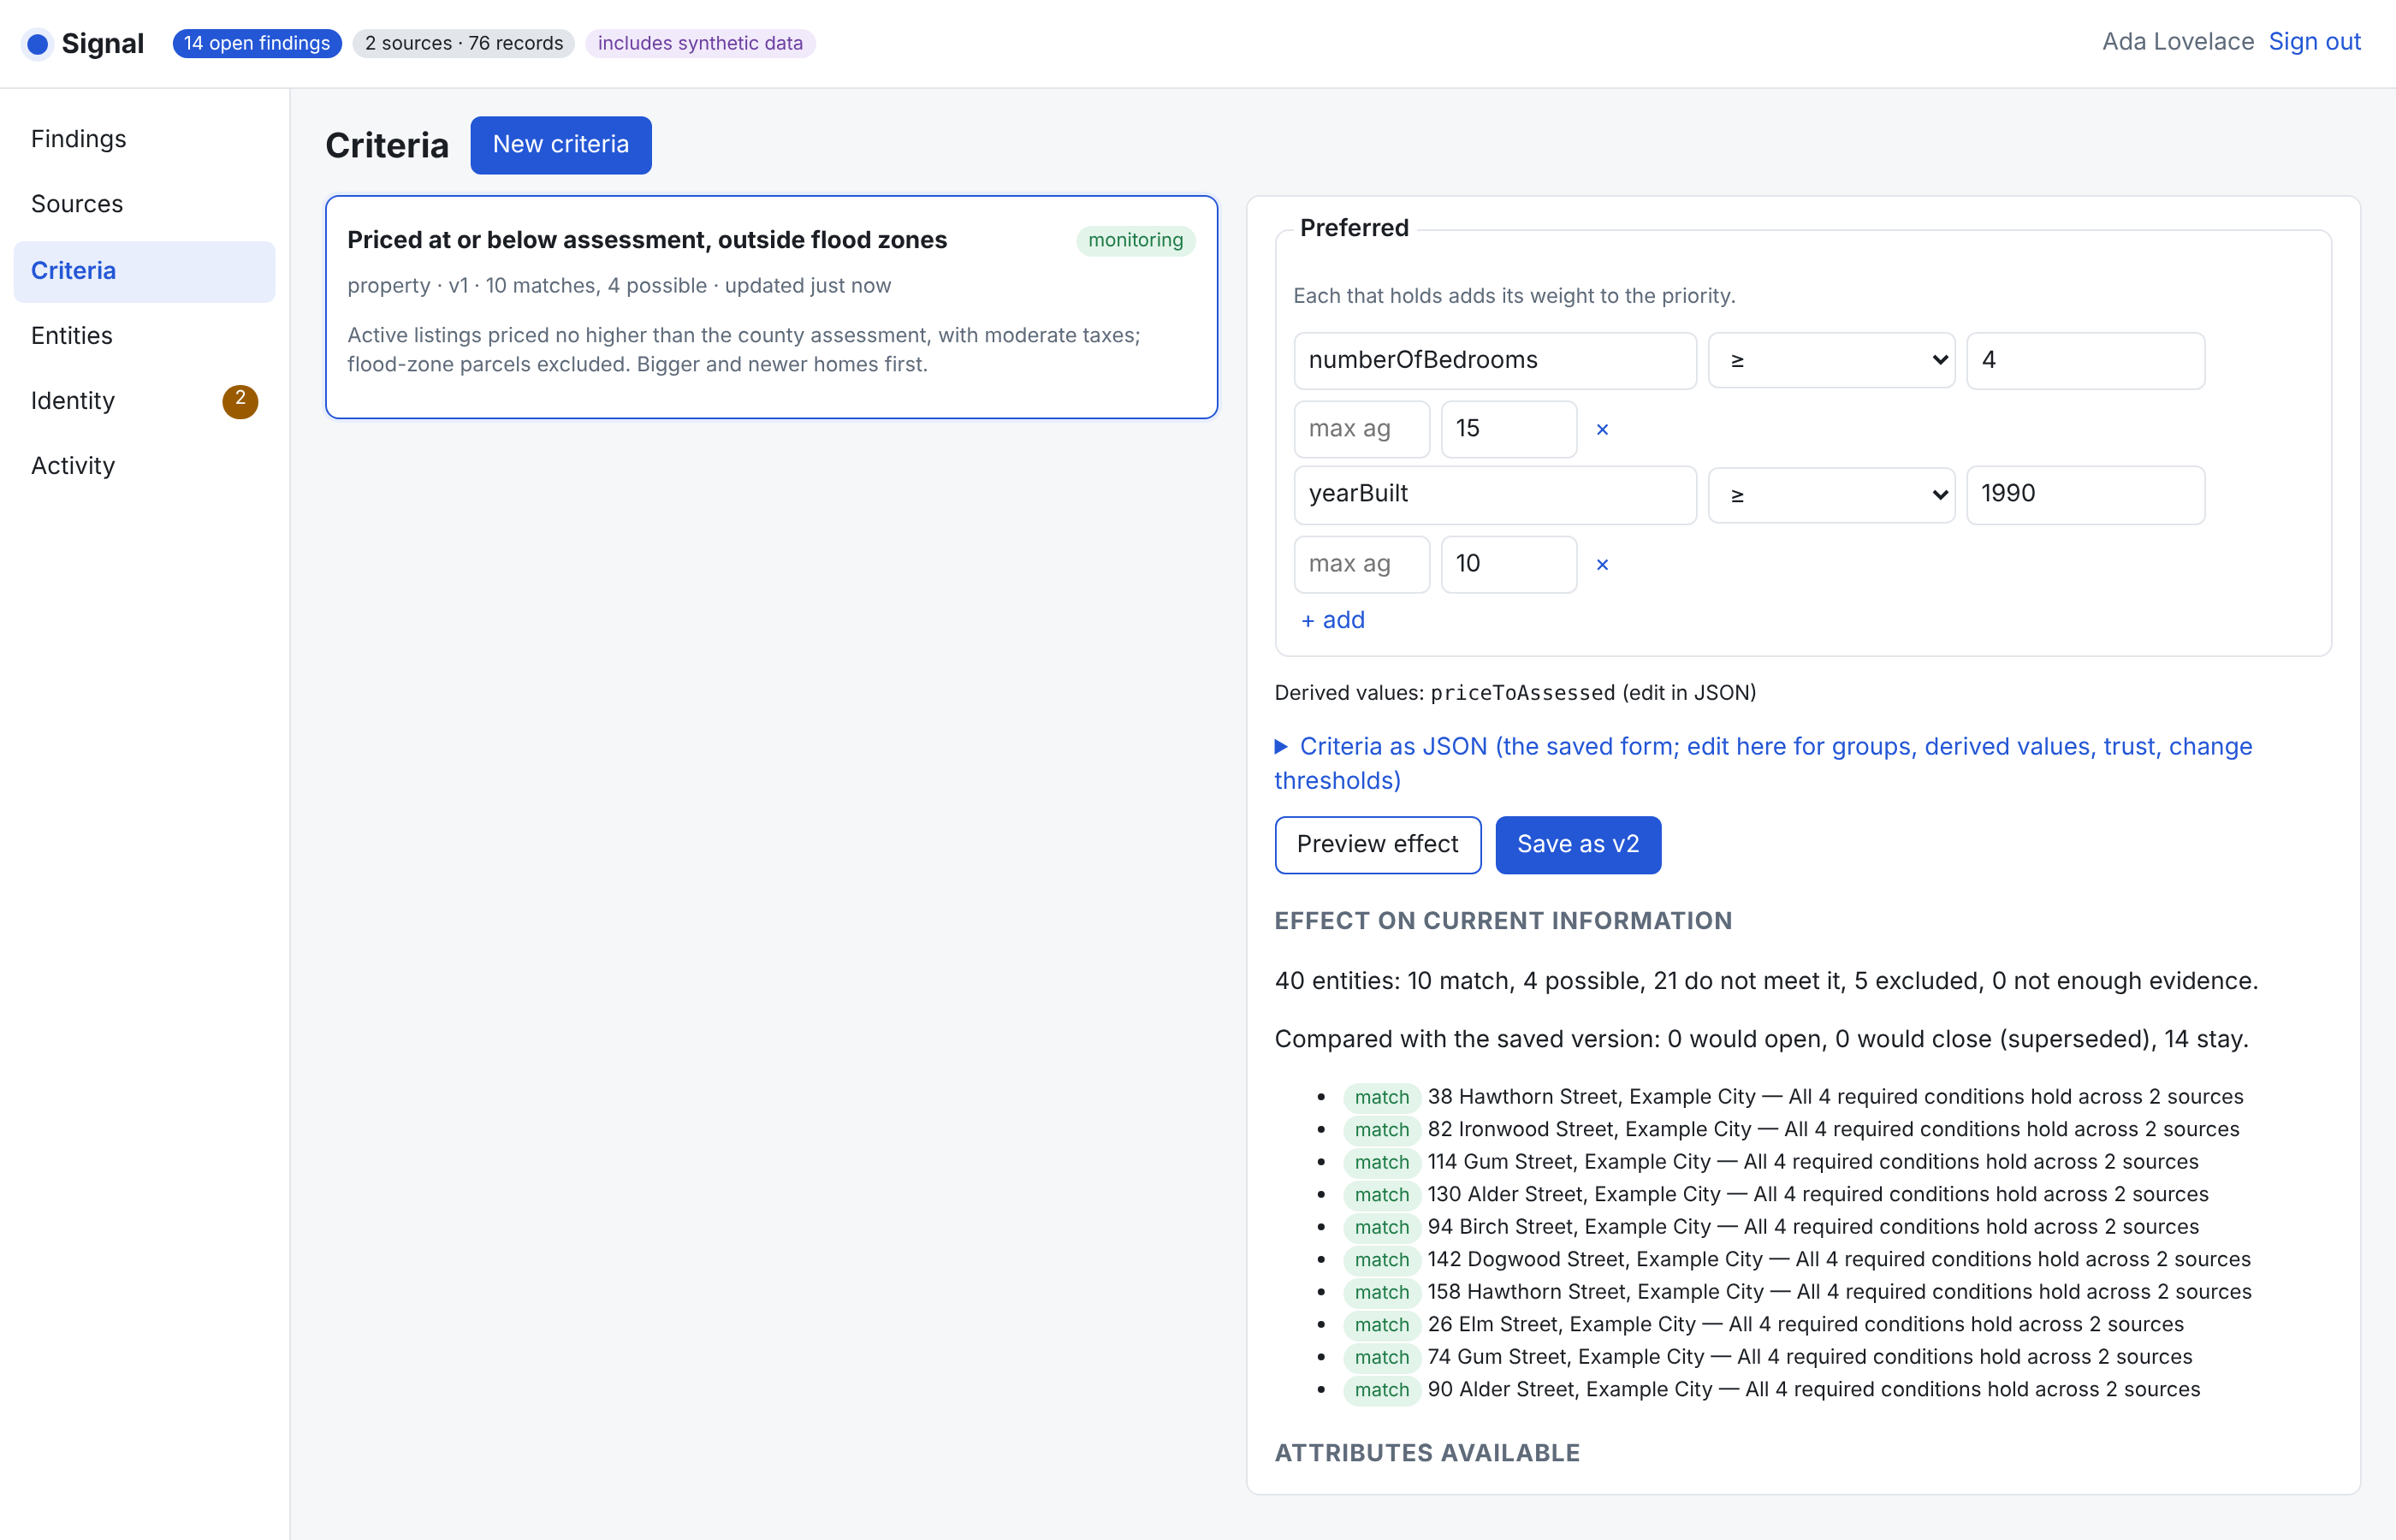 Signal
14 open findings
2 sources · 76 records
includes synthetic data
Ada Lovelace
Sign out
Findings
Sources
Criteria
Entities
Identity
2
Activity
Criteria
New criteria
Priced at or below assessment, outside flood zones
monitoring
property · v1 · 10 matches, 4 possible · updated just now
Active listings priced no higher than the county assessment, with moderate taxes;
flood-zone parcels excluded. Bigger and newer homes first.
Preferred
Each that holds adds its weight to the priority.
numberOfBedrooms
≥
4
max ag
15
×
yearBuilt
≥
1990
max ag
10
×
+ add
Derived values: priceToAssessed (edit in JSON)
▶ Criteria as JSON (the saved form; edit here for groups, derived values, trust, change
thresholds)
Preview effect
Save as v2
EFFECT ON CURRENT INFORMATION
40 entities: 10 match, 4 possible, 21 do not meet it, 5 excluded, 0 not enough evidence.
Compared with the saved version: 0 would open, 0 would close (superseded), 14 stay.
• match 38 Hawthorn Street, Example City — All 4 required conditions hold across 2 sources
• match 82 Ironwood Street, Example City — All 4 required conditions hold across 2 sources
• match 114 Gum Street, Example City — All 4 required conditions hold across 2 sources
• match 130 Alder Street, Example City — All 4 required conditions hold across 2 sources
• match 94 Birch Street, Example City — All 4 required conditions hold across 2 sources
• match 142 Dogwood Street, Example City — All 4 required conditions hold across 2 sources
• match 158 Hawthorn Street, Example City — All 4 required conditions hold across 2 sources
• match 26 Elm Street, Example City — All 4 required conditions hold across 2 sources
• match 74 Gum Street, Example City — All 4 required conditions hold across 2 sources
• match 90 Alder Street, Example City — All 4 required conditions hold across 2 sources
ATTRIBUTES AVAILABLE